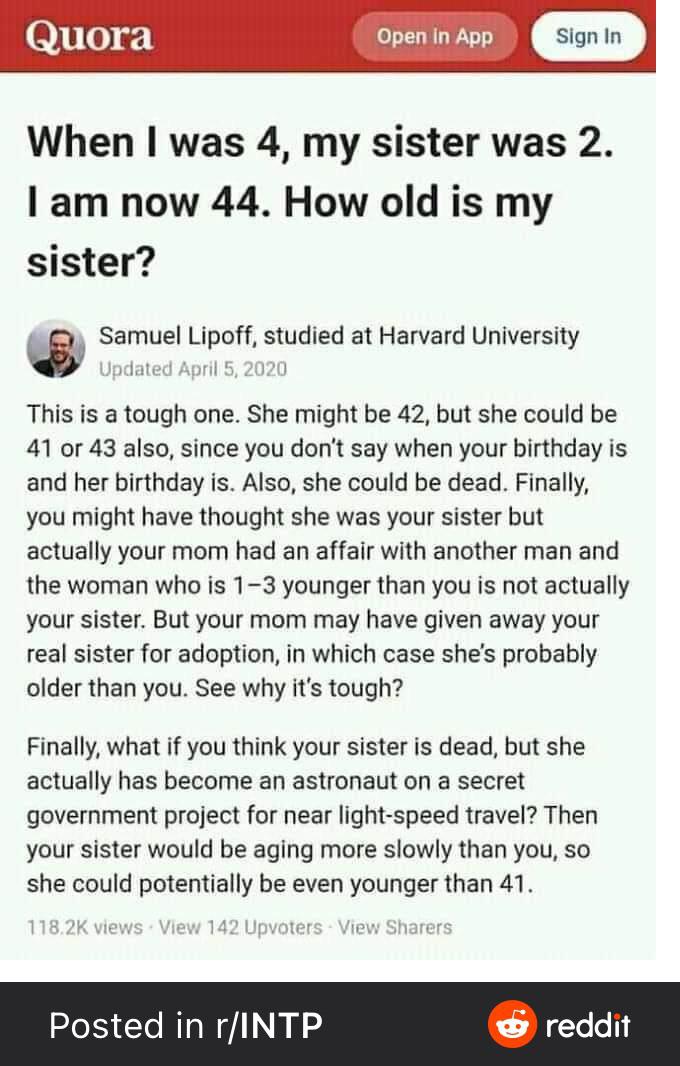 Quora
Open in App
Sign In
When I was 4, my sister was 2.
I am now 44. How old is my
sister?
Samuel Lipoff, studied at Harvard University
Updated April 5, 2020
This is a tough one. She might be 42, but she could be
41 or 43 also, since you don't say when your birthday is
and her birthday is. Also, she could be dead. Finally,
you might have thought she was your sister but
actually your mom had an affair with another man and
the woman who is 1–3 younger than you is not actually
your sister. But your mom may have given away your
real sister for adoption, in which case she's probably
older than you. See why it's tough?
Finally, what if you think your sister is dead, but she
actually has become an astronaut on a secret
government project for near light-speed travel? Then
your sister would be aging more slowly than you, so
she could potentially be even younger than 41.
118.2K views · View 142 Upvoters · View Sharers
Posted in r/INTP
reddit